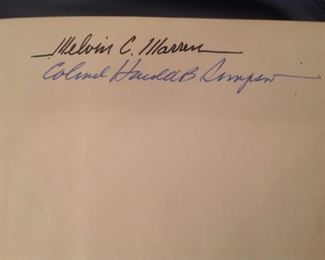 Melvin C. Warren
Colonel Harold B Simpson